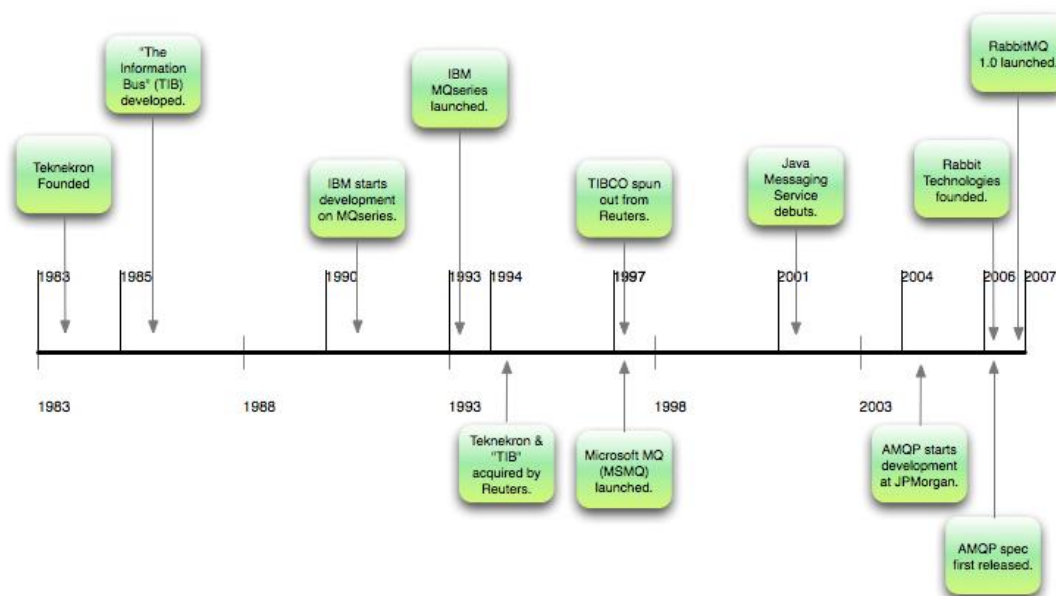 "The
Information
Bus" (TIB)
developed.
RabbitMQ
1.0 launched.
IBM
MQseries
launched.
Teknekron
Founded
IBM starts
development
on MQseries.
TIBCO spun
out from
Reuters.
Java
Messaging
Service
debuts.
Rabbit
Technologies
founded.
1983
1985
1990
1993
1994
1997
2001
2004
2006
2007
1983
1988
1993
1998
2003
Teknekron &
"TIB"
acquired by
Reuters.
Microsoft MQ
(MSMQ)
launched.
AMQP starts
development
at JPMorgan.
AMQP spec
first released.